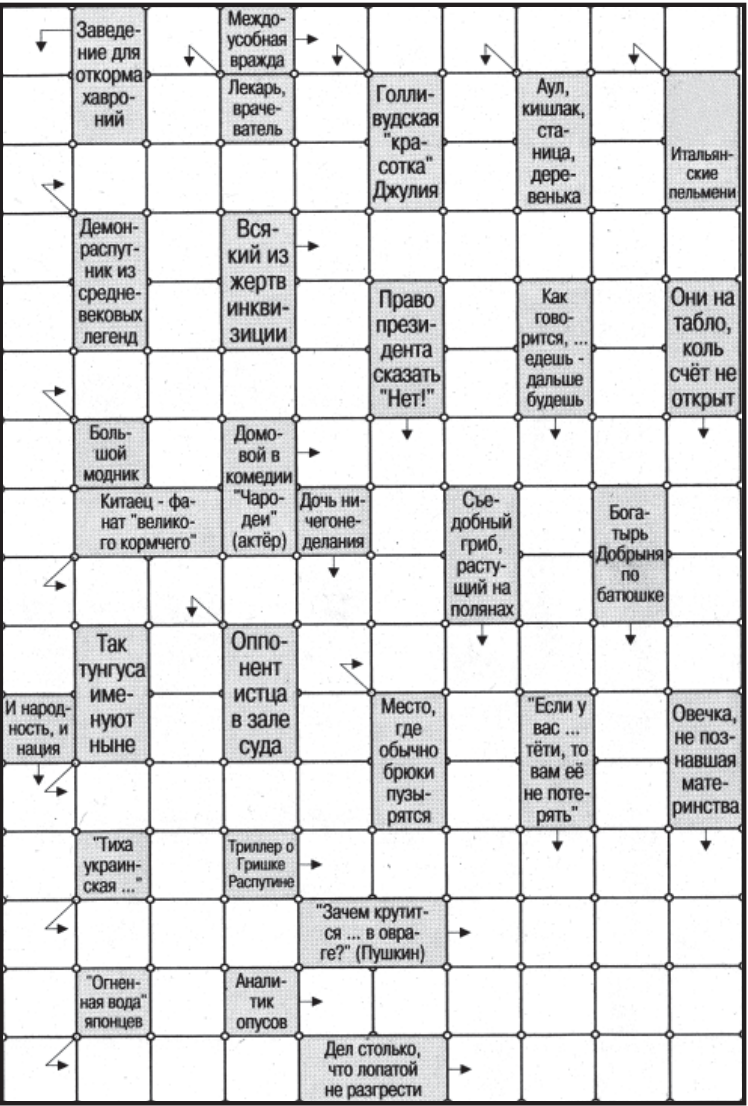 Заведе-
ние для
откорма
хавро-
ний
Междо-
усобная
вражда
Лекарь,
враче-
ватель
Голли-
вудская
"кра-
сотка"
Джулия
Аул,
кишлак,
ста-
ница,
дере-
венька
Итальян-
ские
пельмени
Демон-
распут-
ник из
средне-
вековых
легенд
Вся-
кий из
жертв
инкви-
зиции
Право
прези-
дента
сказать
"Нет!"
Как
гово-
рится, ...
едешь -
дальше
будешь
Они на
табло,
коль
счёт не
открыт
Боль-
шой
модник
Домо-
вой в
комедии
"Чаро-
деи"
(актёр)
Китаец - фа-
нат "велико-
го кормчего"
Дочь ни-
чегоне-
делания
Съе-
добный
гриб,
расту-
щий на
полянах
Бога-
тырь
Добрыня
по
батюшке
Так
тунгуса
име-
нуют
ныне
Оппо-
нент
истца
в зале
суда
И народ-
ность, и
нация
Место,
где
обычно
брюки
пузы-
рятся
"Если у
вас ...
тёти, то
вам её
не поте-
рять"
Овечка,
не поз-
навшая
мате-
ринства
"Тиха
украин-
ская ..."
Триллер о
Гришке
Распутине
"Зачем крутит-
ся ... в овра-
ге?" (Пушкин)
"Огнен-
ная вода"
японцев
Анали-
тик
опусов
Дел столько,
что лопатой
не разгрести